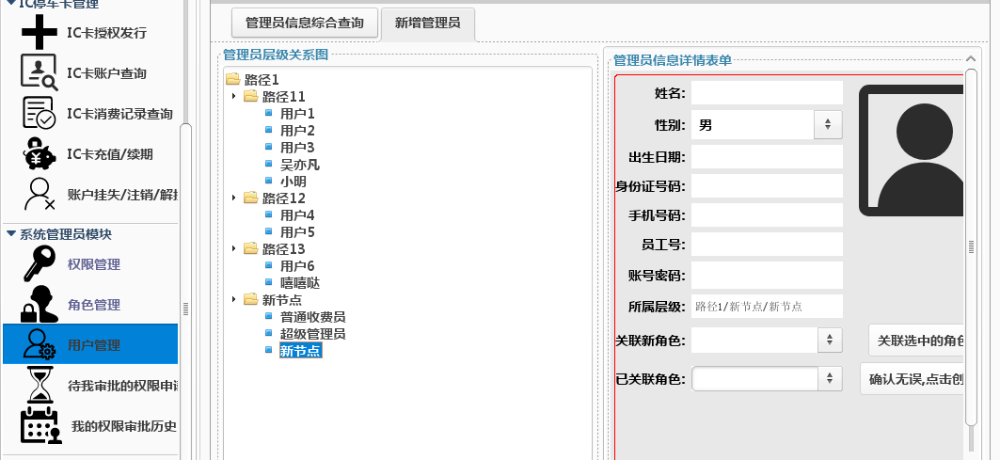 IC停车卡管理
IC卡授权发行
IC卡账户查询
IC卡消费记录查询
IC卡充值/续期
账户挂失/注销/解挂
系统管理员模块
权限管理
角色管理
用户管理
待我审批的权限申请
我的权限审批历史
管理员信息综合查询
新增管理员
管理员层级关系图
路径1
路径11
用户1
用户2
用户3
吴亦凡
小明
路径12
用户4
用户5
路径13
用户6
嘻嘻哒
新节点
普通收费员
超级管理员
新节点
管理员信息详情表单
姓名:
性别: 男
出生日期:
身份证号码:
手机号码:
员工号:
账号密码:
所属层级: 路径1/新节点/新节点
关联新角色:
关联选中的角色
已关联角色:
确认无误,点击创